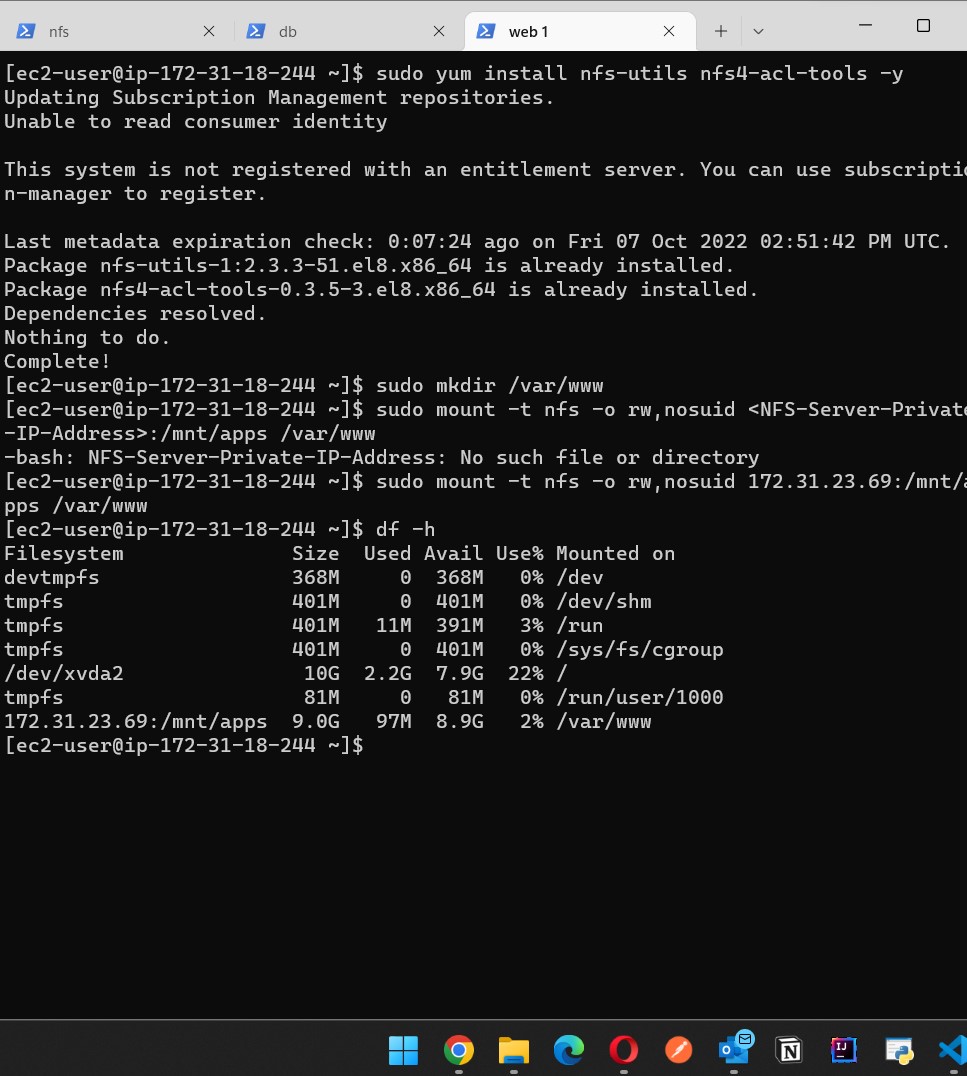 nfs
db
web 1
[ec2-user@ip-172-31-18-244 ~]$ sudo yum install nfs-utils nfs4-acl-tools -y
Updating Subscription Management repositories.
Unable to read consumer identity
This system is not registered with an entitlement server. You can use subscriptio
n-manager to register.
Last metadata expiration check: 0:07:24 ago on Fri 07 Oct 2022 02:51:42 PM UTC.
Package nfs-utils-1:2.3.3-51.el8.x86_64 is already installed.
Package nfs4-acl-tools-0.3.5-3.el8.x86_64 is already installed.
Dependencies resolved.
Nothing to do.
Complete!
[ec2-user@ip-172-31-18-244 ~]$ sudo mkdir /var/www
[ec2-user@ip-172-31-18-244 ~]$ sudo mount -t nfs -o rw,nosuid <NFS-Server-Private
-IP-Address>:/mnt/apps /var/www
-bash: NFS-Server-Private-IP-Address: No such file or directory
[ec2-user@ip-172-31-18-244 ~]$ sudo mount -t nfs -o rw,nosuid 172.31.23.69:/mnt/a
pps /var/www
[ec2-user@ip-172-31-18-244 ~]$ df -h
Filesystem Size Used Avail Use% Mounted on
devtmpfs 368M 0 368M 0% /dev
tmpfs 401M 0 401M 0% /dev/shm
tmpfs 401M 11M 391M 3% /run
tmpfs 401M 0 401M 0% /sys/fs/cgroup
/dev/xvda2 10G 2.2G 7.9G 22% /
tmpfs 81M 0 81M 0% /run/user/1000
172.31.23.69:/mnt/apps 9.0G 97M 8.9G 2% /var/www
[ec2-user@ip-172-31-18-244 ~]$